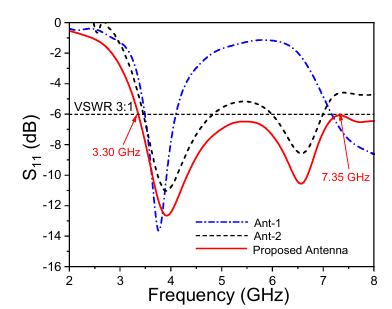 0
-2
-4
-6
-8
-10
-12
-14
-16
S11 (dB)
VSWR 3:1
3.30 GHz
7.35 GHz
Ant-1
Ant-2
Proposed Antenna
2 3 4 5 6 7 8
Frequency (GHz)